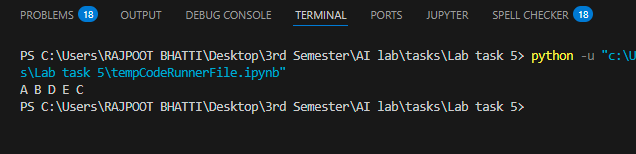 PROBLEMS 18 OUTPUT DEBUG CONSOLE TERMINAL PORTS JUPYTER SPELL CHECKER 18
PS C:\Users\RAJPOOT BHATTI\Desktop\3rd Semester\AI lab\tasks\Lab task 5> python -u "c:\U
s\Lab task 5\tempCodeRunnerFile.ipynb"
A B D E C
PS C:\Users\RAJPOOT BHATTI\Desktop\3rd Semester\AI lab\tasks\Lab task 5>